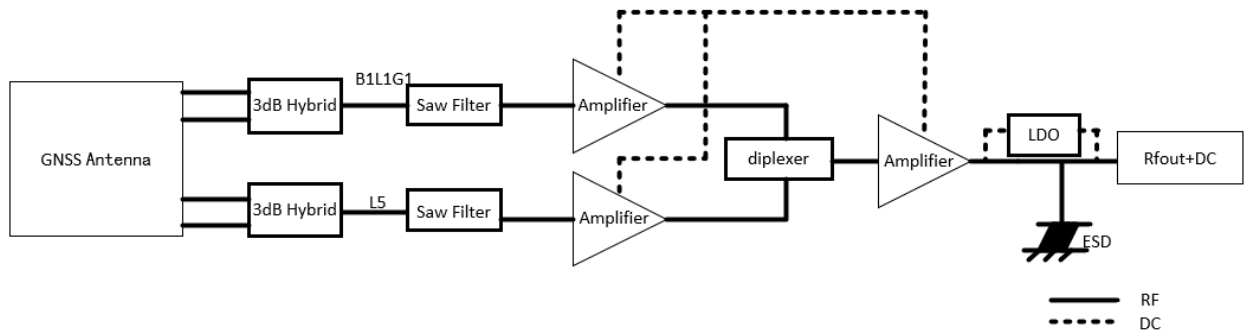 GNSS Antenna
3dB Hybrid
B1L1G1
Saw Filter
Amplifier
3dB Hybrid
L5
Saw Filter
Amplifier
diplexer
Amplifier
LDO
Rfout+DC
ESD
RF
DC